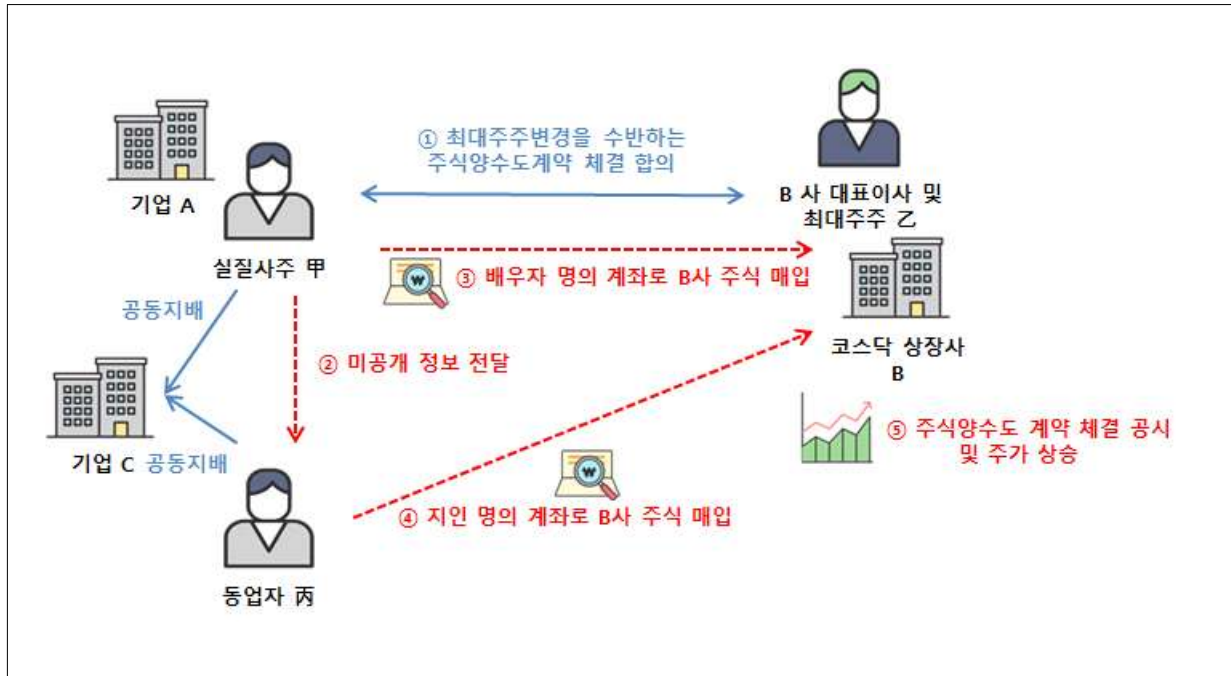 ① 최대주주변경을 수반하는
주식양수도계약 체결 합의
기업 A
B 사 대표이사 및
최대주주 乙
실질사주 甲
③ 배우자 명의 계좌로 B사 주식 매입
공동지배
② 미공개 정보 전달
코스닥 상장사
B
기업 C 공동지배
⑤ 주식양수도 계약 체결 공시
및 주가 상승
④ 지인 명의 계좌로 B사 주식 매입
동업자 丙
₩
₩